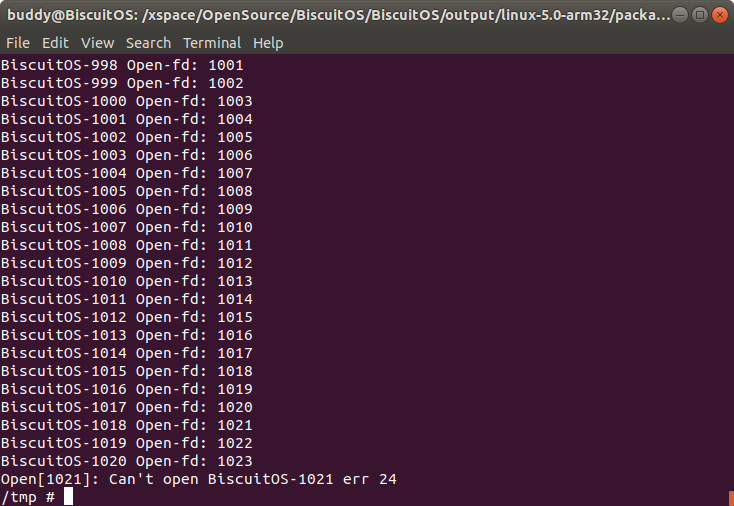 buddy@BiscuitOS: /xspace/OpenSource/BiscuitOS/BiscuitOS/output/linux-5.0-arm32/packa...
File Edit View Search Terminal Help
BiscuitOS-998 Open-fd: 1001
BiscuitOS-999 Open-fd: 1002
BiscuitOS-1000 Open-fd: 1003
BiscuitOS-1001 Open-fd: 1004
BiscuitOS-1002 Open-fd: 1005
BiscuitOS-1003 Open-fd: 1006
BiscuitOS-1004 Open-fd: 1007
BiscuitOS-1005 Open-fd: 1008
BiscuitOS-1006 Open-fd: 1009
BiscuitOS-1007 Open-fd: 1010
BiscuitOS-1008 Open-fd: 1011
BiscuitOS-1009 Open-fd: 1012
BiscuitOS-1010 Open-fd: 1013
BiscuitOS-1011 Open-fd: 1014
BiscuitOS-1012 Open-fd: 1015
BiscuitOS-1013 Open-fd: 1016
BiscuitOS-1014 Open-fd: 1017
BiscuitOS-1015 Open-fd: 1018
BiscuitOS-1016 Open-fd: 1019
BiscuitOS-1017 Open-fd: 1020
BiscuitOS-1018 Open-fd: 1021
BiscuitOS-1019 Open-fd: 1022
BiscuitOS-1020 Open-fd: 1023
Open[1021]: Can't open BiscuitOS-1021 err 24
/tmp #